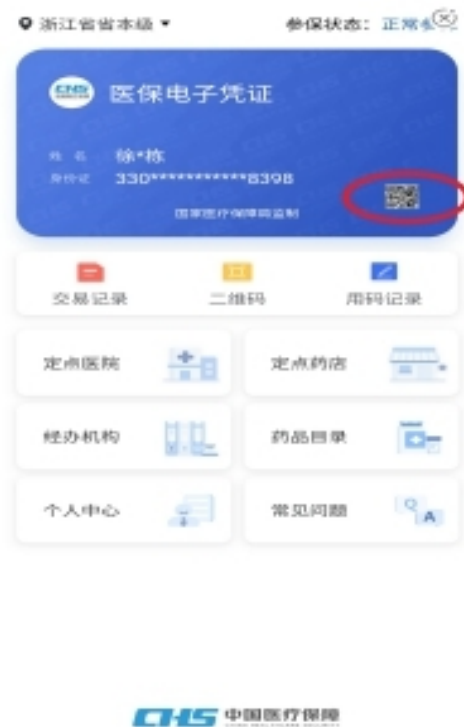 浙江省省本级 参保状态: 正常
CHS 医保电子凭证
姓 名 徐*栋
身份证 330***********8398
国家医疗保障局监制
交易记录 二维码 用码记录
定点医院 定点药店
经办机构 药品目录
个人中心 常见问题
Q A
CHS 中国医疗保障